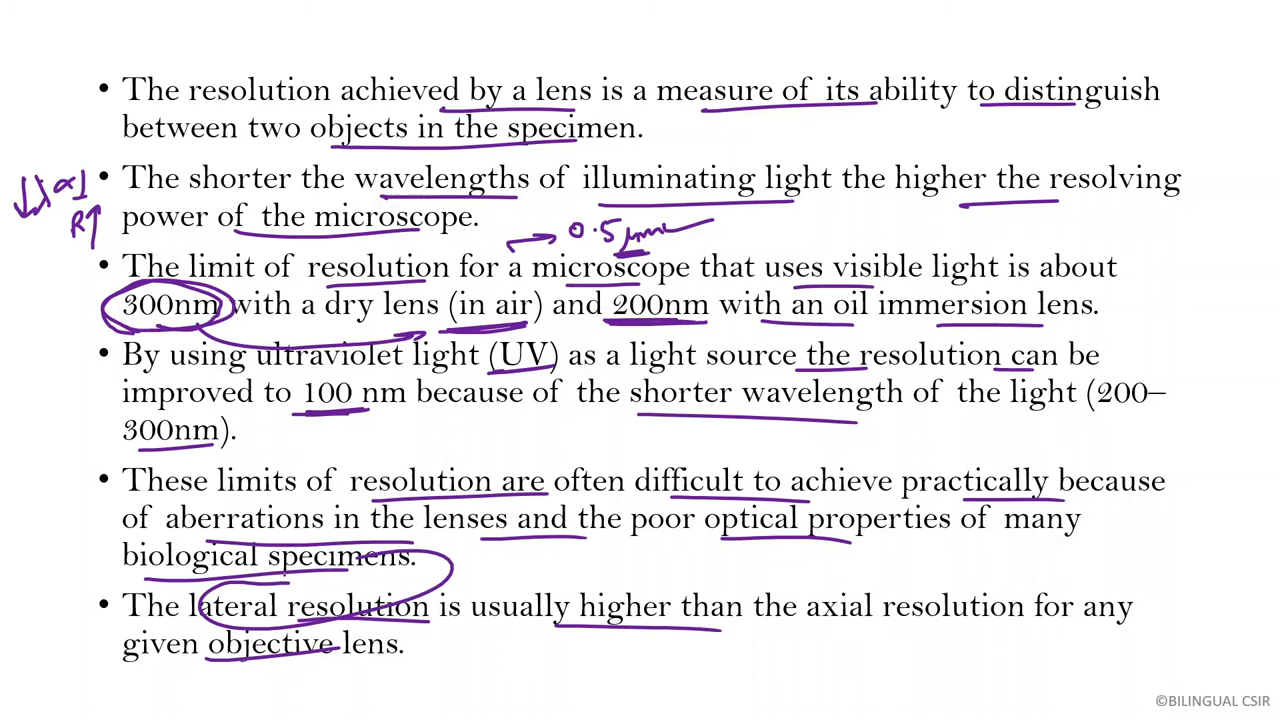 • The resolution achieved by a lens is a measure of its ability to distinguish
between two objects in the specimen.
↓λ ∝ 1
R↑
• The shorter the wavelengths of illuminating light the higher the resolving
power of the microscope.
→ 0.5
• The limit of resolution for a microscope that uses visible light is about
300nm with a dry lens (in air) and 200nm with an oil immersion lens.
• By using ultraviolet light (UV) as a light source the resolution can be
improved to 100 nm because of the shorter wavelength of the light (200–
300nm).
• These limits of resolution are often difficult to achieve practically because
of aberrations in the lenses and the poor optical properties of many
biological specimens.
• The lateral resolution is usually higher than the axial resolution for any
given objective lens.
©BILINGUAL CSIR